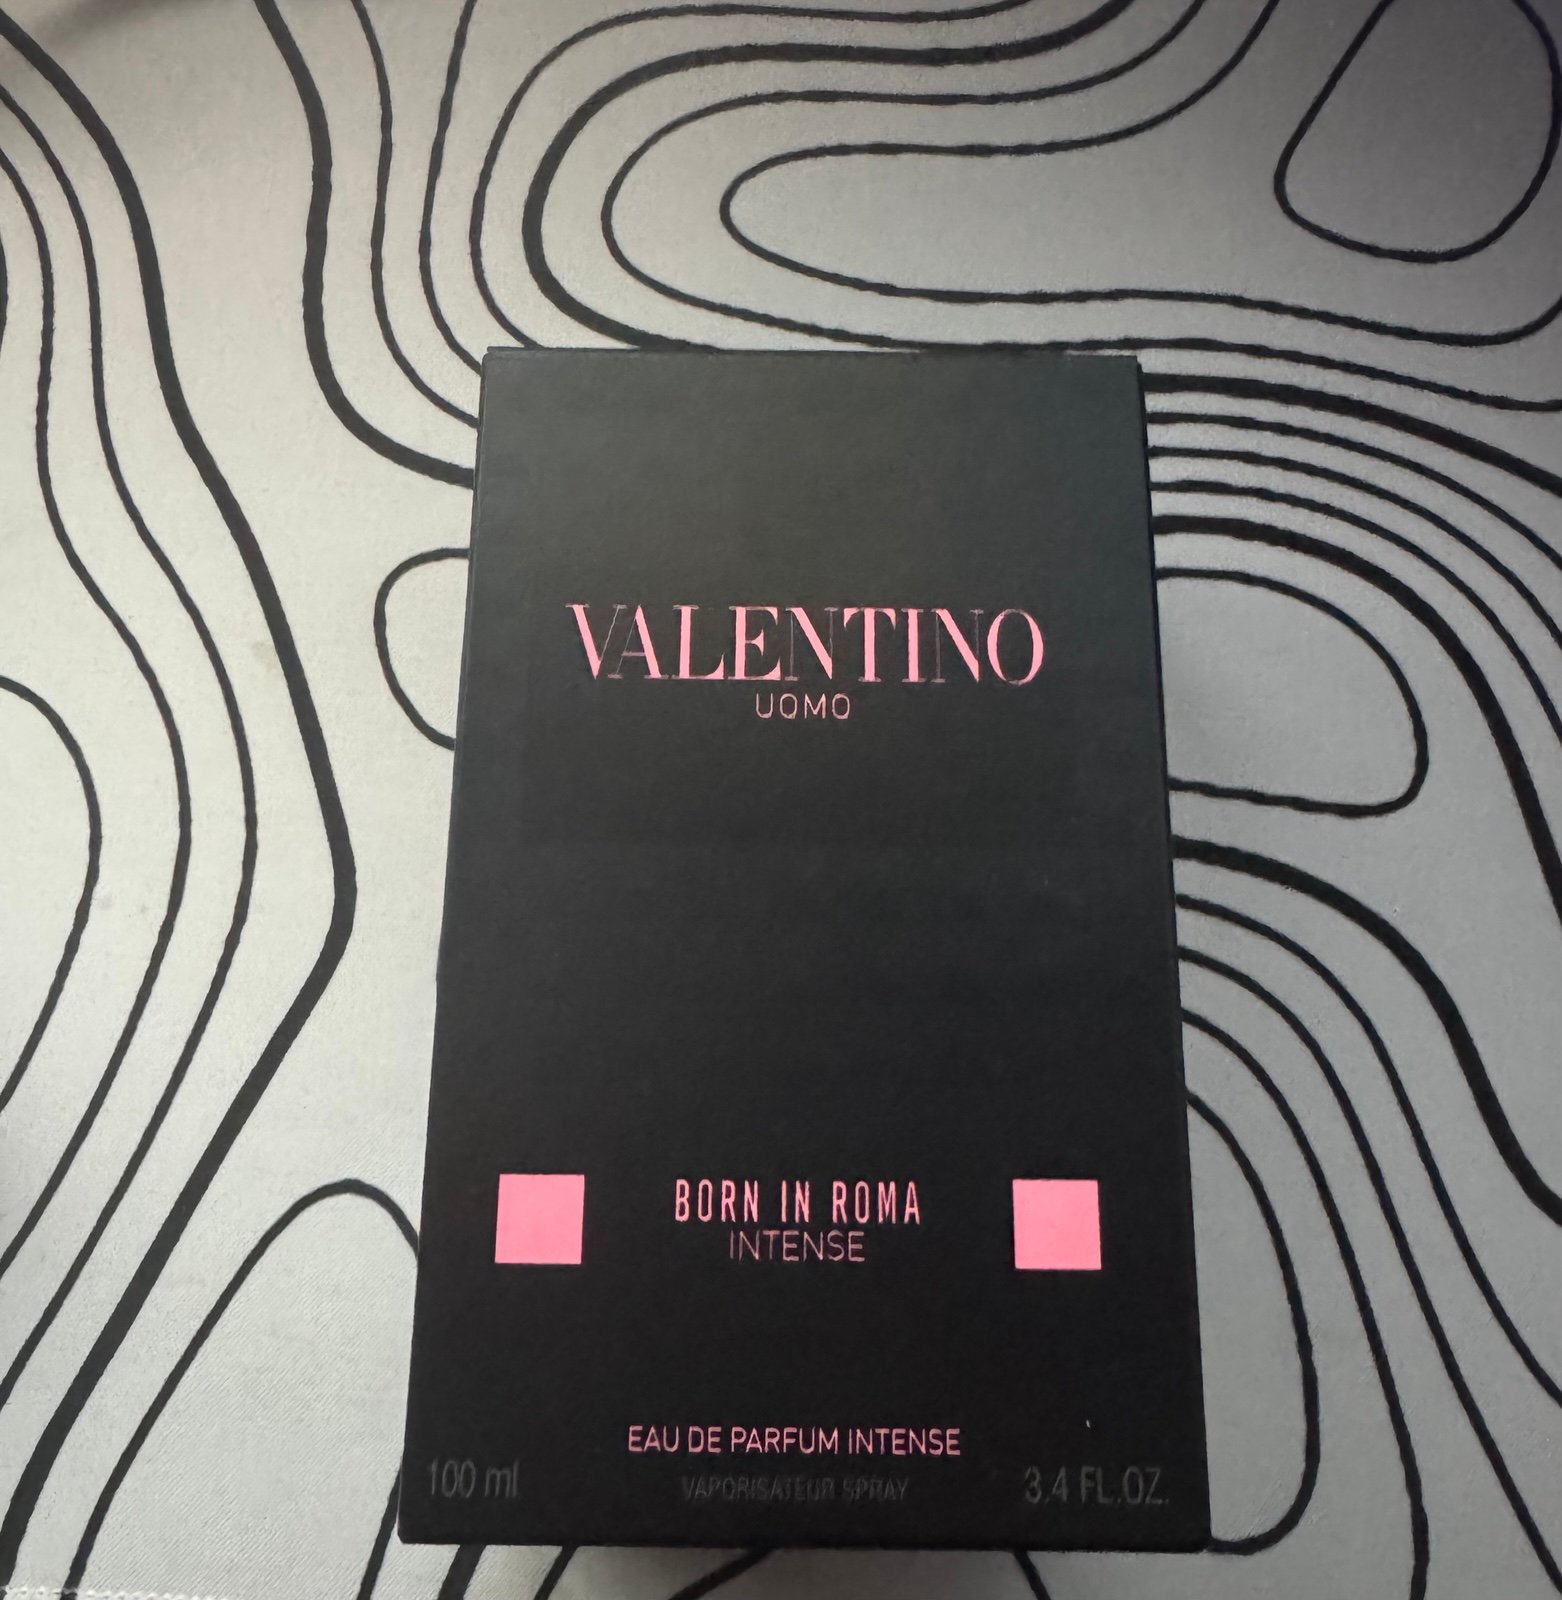 VALENTINO
UOMO
BORN IN ROMA
INTENSE
EAU DE PARFUM INTENSE
100 ml VAPORISATEUR SPRAY 3.4 FL.OZ.